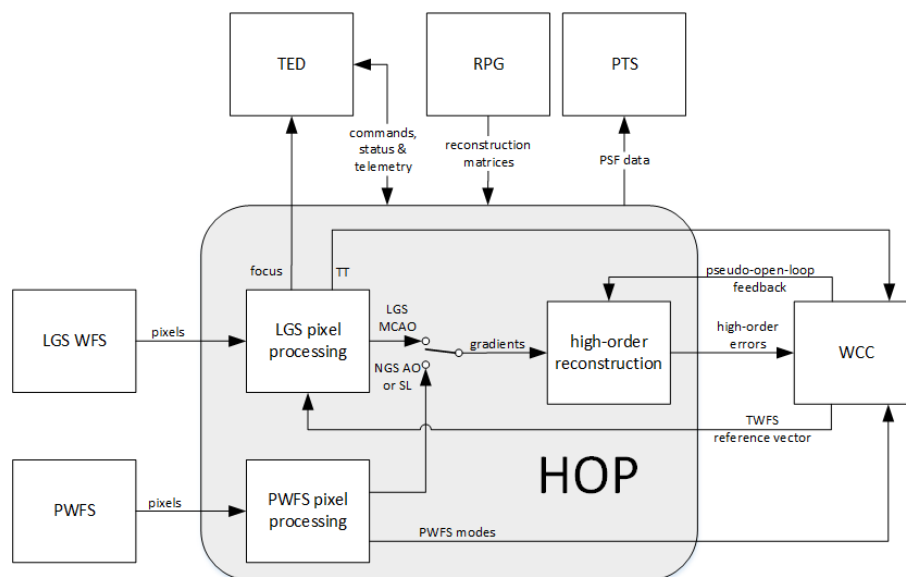 TED
RPG
PTS
commands,
status &
telemetry
reconstruction
matrices
PSF data
focus
TT
pseudo-open-loop
feedback
LGS WFS
pixels
LGS pixel
processing
LGS
MCAO
NGS AO
or SL
gradients
high-order
reconstruction
high-order
errors
WCC
TWFS
reference vector
PWFS
pixels
PWFS pixel
processing
HOP
PWFS modes